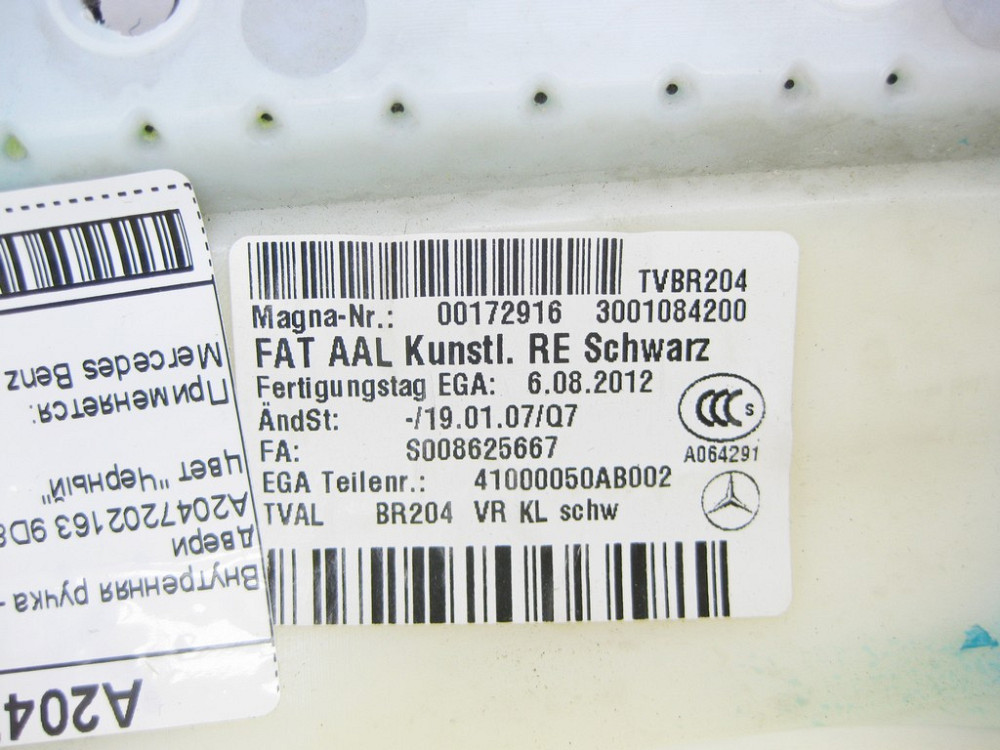 TVBR204
Magna-Nr.: 00172916 3001084200
FAT AAL Kunstl. RE Schwarz
Fertigungstag EGA: 6.08.2012
ÄndSt: -/19.01.07/Q7
FA: S008625667
CCC S
A064291
EGA Teilenr.: 41000050AB002
TVAL BR204 VR KL schw
A204
Внутренняя ручка -
двери
A2047202163 9D8
цвет "Черный"
Применяется:
Mercedes Benz